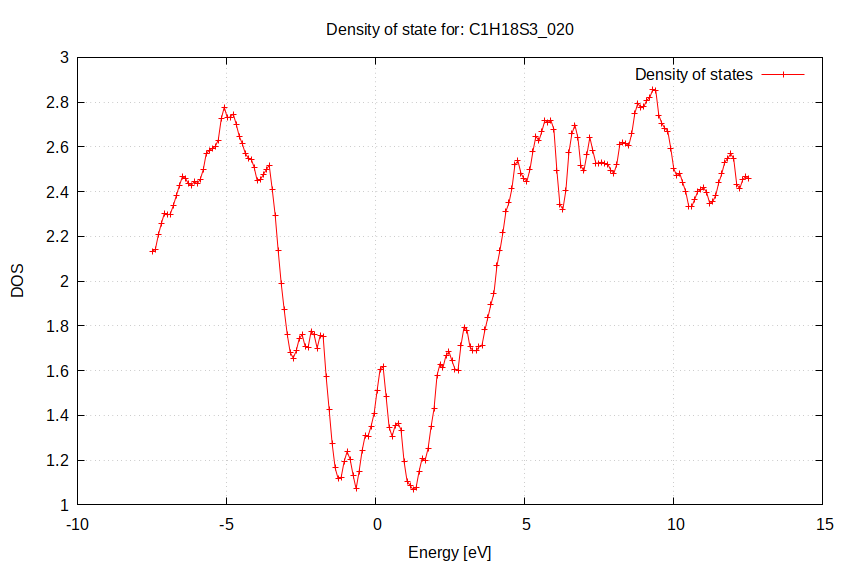 Density of state for: C1H18S3_020
Density of states
3
2.8
2.6
2.4
2.2
2
1.8
1.6
1.4
1.2
1
DOS
-10 -5 0 5 10 15
Energy [eV]